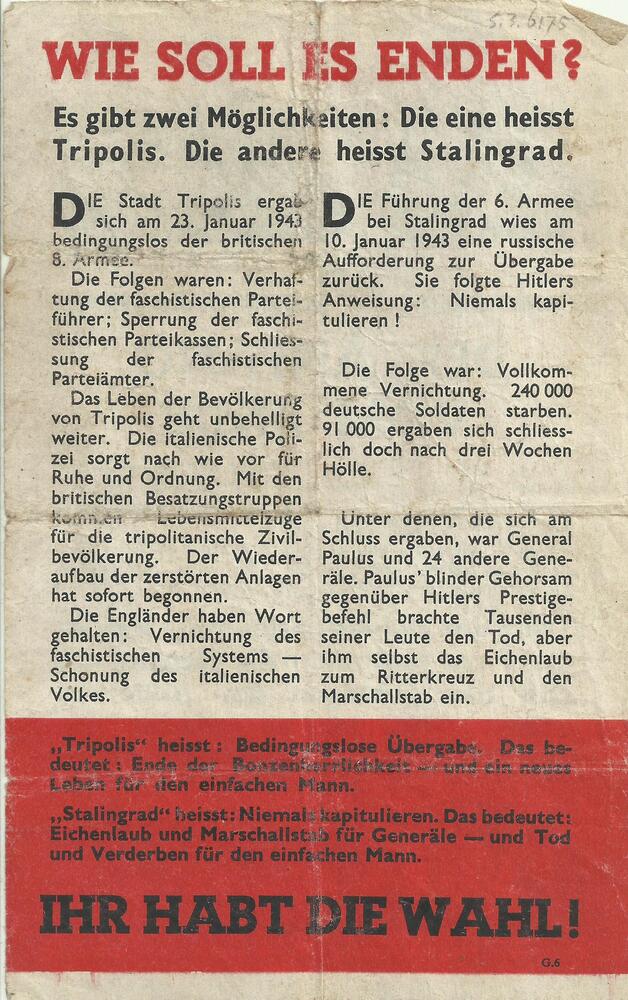 5.3.6175
WIE SOLL ES ENDEN?
Es gibt zwei Möglichkeiten : Die eine heisst
Tripolis. Die andere heisst Stalingrad.
DIE Stadt Tripolis ergab
sich am 23. Januar 1943
bedingungslos der britischen
8. Armee.
Die Folgen waren: Verhaf-
tung der faschistischen Partei-
führer; Sperrung der faschi-
stischen Parteikassen; Schlies-
sung der faschistischen
Parteiämter.
Das Leben der Bevölkerung
von Tripolis geht unbehelligt
weiter. Die italienische Poli-
zei sorgt nach wie vor für
Ruhe und Ordnung. Mit den
britischen Besatzungstruppen
kommen Lebensmittelzüge
für die tripolitanische Zivil-
bevölkerung. Der Wieder-
aufbau der zerstörten Anlagen
hat sofort begonnen.
Die Engländer haben Wort
gehalten: Vernichtung des
faschistischen Systems —
Schonung des italienischen
Volkes.
DIE Führung der 6. Armee
bei Stalingrad wies am
10. Januar 1943 eine russische
Aufforderung zur Übergabe
zurück. Sie folgte Hitlers
Anweisung: Niemals kapi-
tulieren !
Die Folge war: Vollkom-
mene Vernichtung. 240 000
deutsche Soldaten starben.
91 000 ergaben sich schliess-
lich doch nach drei Wochen
Hölle.
Unter denen, die sich am
Schluss ergaben, war General
Paulus und 24 andere Gene-
räle. Paulus' blinder Gehorsam
gegenüber Hitlers Prestige-
befehl brachte Tausenden
seiner Leute den Tod, aber
ihm selbst das Eichenlaub
zum Ritterkreuz und den
Marschallstab ein.
„Tripolis“ heisst : Bedingungslose Übergabe. Das be-
deutet : Ende der Bonzenherrlichkeit — und ein neues
Leben für den einfachen Mann.
„Stalingrad“ heisst: Niemals kapitulieren. Das bedeutet:
Eichenlaub und Marschallstab für Generäle — und Tod
und Verderben für den einfachen Mann.
IHR HABT DIE WAHL!
G.6